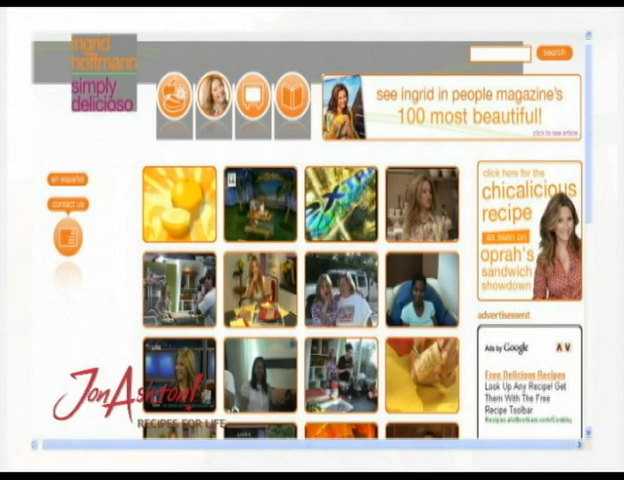 ingrid
hoffmann
simply
delicioso
search
see ingrid in people magazine's
100 most beautiful!
click to see article
en español
contact us
click here for the
chicalicious
recipe
as seen on
oprah's
sandwich
showdown
advertisement
Ads by Google
Free Delicious Recipes
Look Up Any Recipe! Get
Them With The Free
Recipe Toolbar
Jon Ashton!
RECIPES FOR LIFE